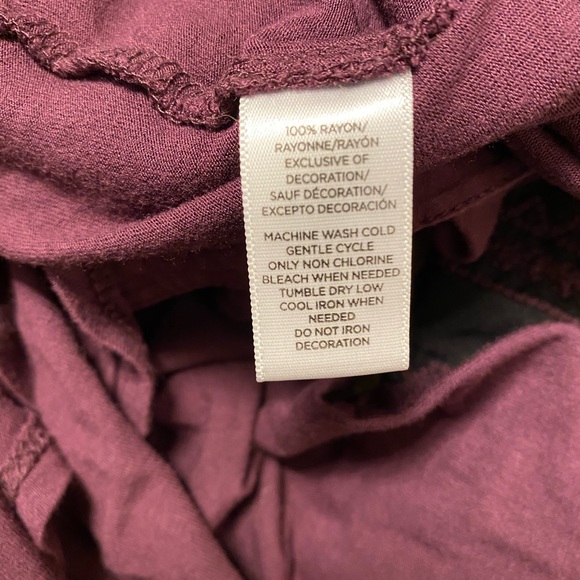 100% RAYON/
RAYONNE/RAYÓN
EXCLUSIVE OF
DECORATION/
SAUF DÉCORATION/
EXCEPTO DECORACIÓN
MACHINE WASH COLD
GENTLE CYCLE
ONLY NON CHLORINE
BLEACH WHEN NEEDED
TUMBLE DRY LOW
COOL IRON WHEN
NEEDED
DO NOT IRON
DECORATION